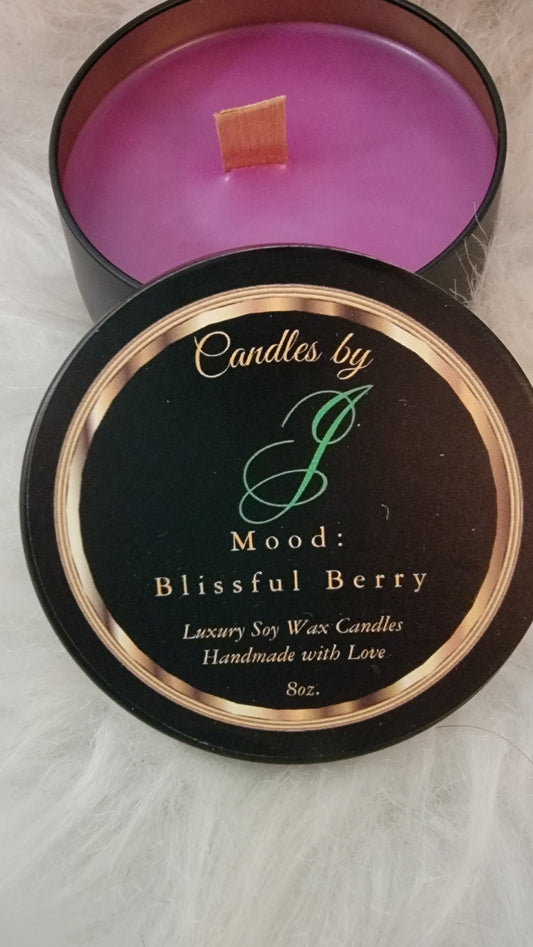 Candles by
J
Mood:
Blissful Berry
Luxury Soy Wax Candles
Handmade with Love
8oz.